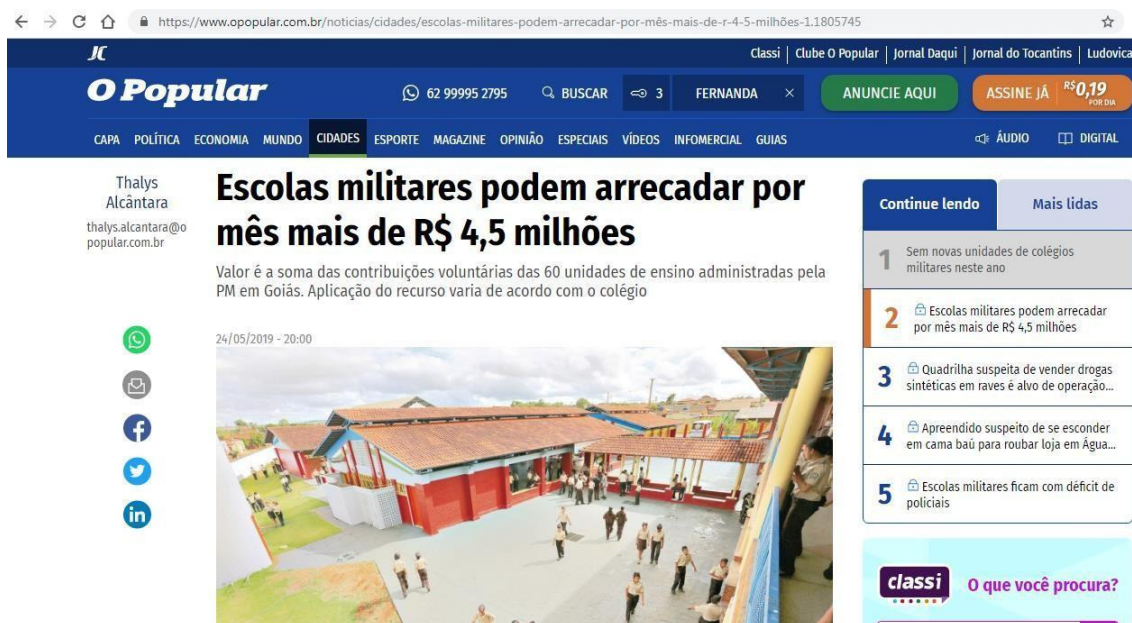 https://www.opopular.com.br/noticias/cidades/escolas-militares-podem-arrecadar-por-mês-mais-de-r-4-5-milhões-1.1805745
JC
Classi | Clube O Popular | Jornal Daqui | Jornal do Tocantins | Ludovica
O Popular
62 99995 2795
BUSCAR
3
FERNANDA ×
ANUNCIE AQUI
ASSINE JÁ R$0,19 POR DIA
CAPA POLÍTICA ECONOMIA MUNDO CIDADES ESPORTE MAGAZINE OPINIÃO ESPECIAIS VÍDEOS INFOMERCIAL GUIAS
ÁUDIO DIGITAL
Thalys
Alcântara
thalys.alcantara@o
popular.com.br
Escolas militares podem arrecadar por
mês mais de R$ 4,5 milhões
Valor é a soma das contribuições voluntárias das 60 unidades de ensino administradas pela
PM em Goiás. Aplicação do recurso varia de acordo com o colégio
24/05/2019 - 20:00
in
Continue lendo
Mais lidas
1 Sem novas unidades de colégios
militares neste ano
2 Escolas militares podem arrecadar
por mês mais de R$ 4,5 milhões
3 Quadrilha suspeita de vender drogas
sintéticas em raves é alvo de operação...
4 Apreendido suspeito de se esconder
em cama baú para roubar loja em Água...
5 Escolas militares ficam com déficit de
policiais
classi
O que você procura?